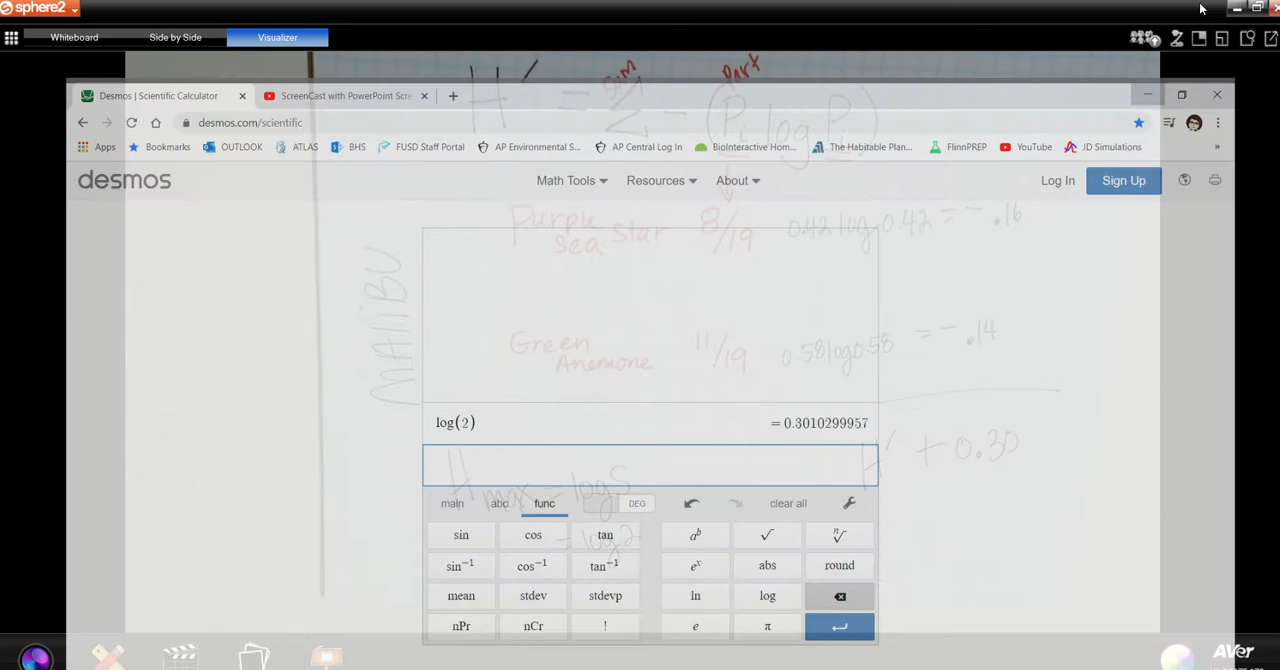 sphere2
Whiteboard Side by Side Visualizer
Sum Part
H' = Σ - (Pi log Pi)
Desmos | Scientific Calculator ScreenCast with PowerPoint Scre
desmos.com/scientific
Apps Bookmarks OUTLOOK ATLAS BHS FUSD Staff Portal AP Environmental S... AP Central Log In BioInteractive Hom... The Habitable Plan... FlinnPREP YouTube JD Simulations »
desmos Math Tools Resources About Log In Sign Up
MALIBU
Purple sea star 8/19 0.42 log 0.42 = - .16
Green Anemone 11/19 0.58 log 0.58 = - .14
log(2) = 0.3010299957
H' + 0.30
Hmax = log S
= log 2
main abc func DEG clear all
sin cos tan a^b √ ⁿ√
sin⁻¹ cos⁻¹ tan⁻¹ eˣ abs round
mean stdev stdevp ln log
nPr nCr ! e π
AVer